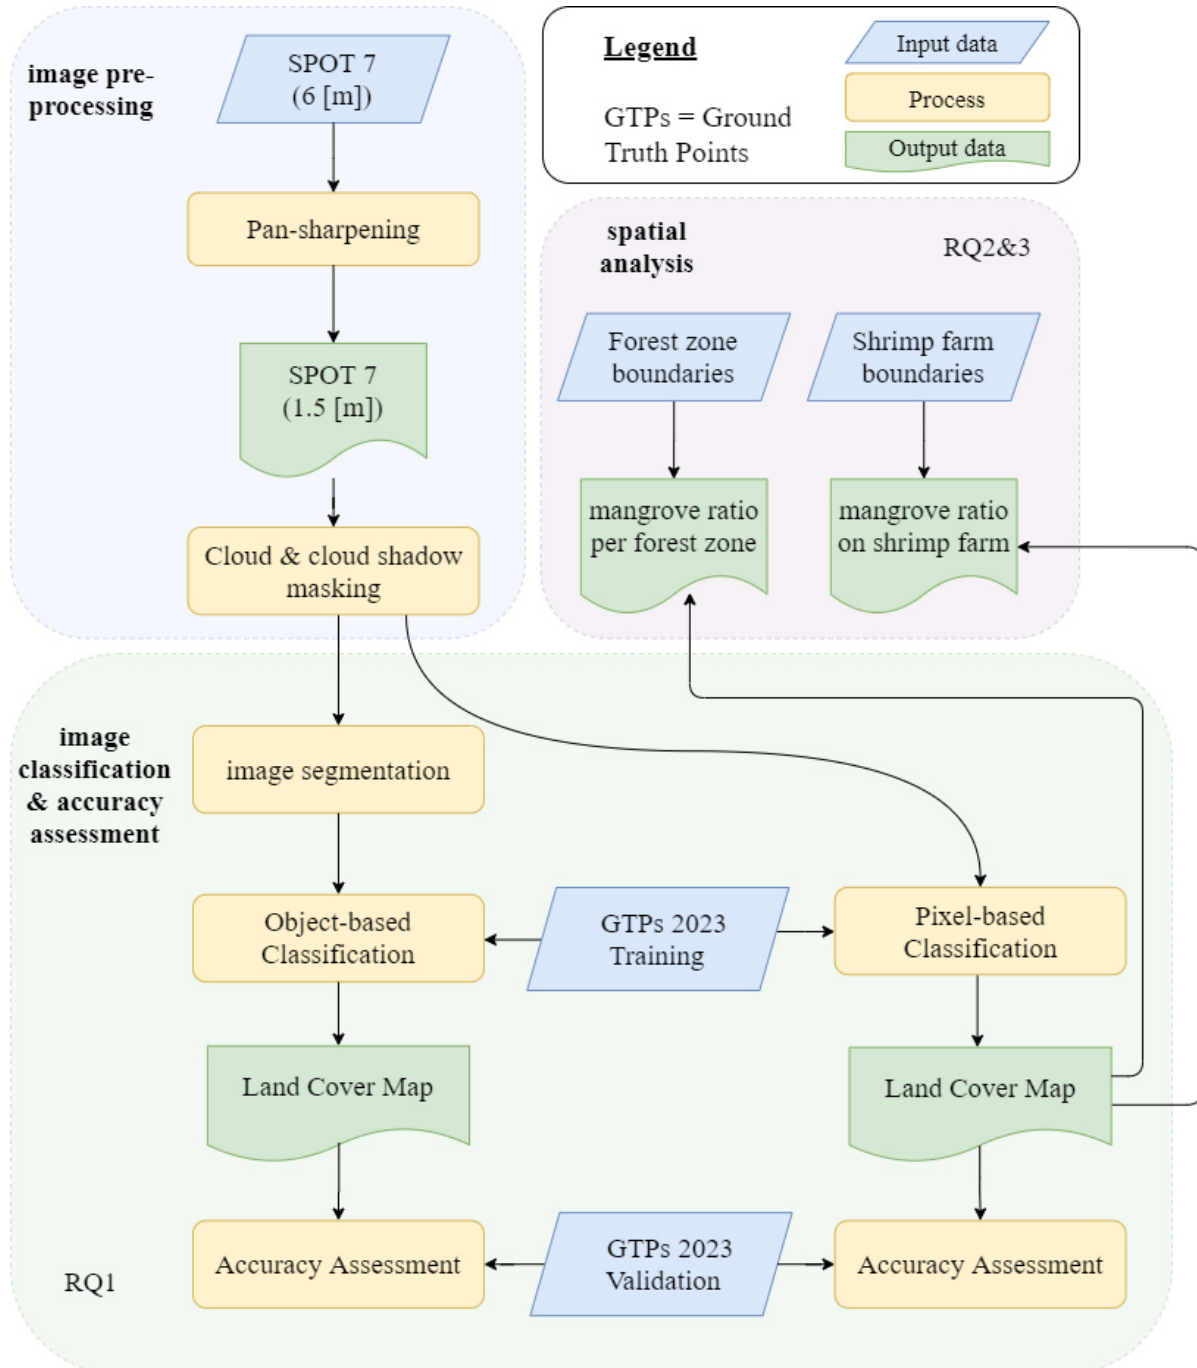 image pre-
processing
SPOT 7
(6 [m])
Pan-sharpening
SPOT 7
(1.5 [m])
Cloud & cloud shadow
masking
Legend
GTPs = Ground
Truth Points
Input data
Process
Output data
spatial
analysis
RQ2&3
Forest zone
boundaries
Shrimp farm
boundaries
mangrove ratio
per forest zone
mangrove ratio
on shrimp farm
image
classification
& accuracy
assessment
image segmentation
Object-based
Classification
GTPs 2023
Training
Pixel-based
Classification
Land Cover Map
Land Cover Map
Accuracy Assessment
GTPs 2023
Validation
Accuracy Assessment
RQ1